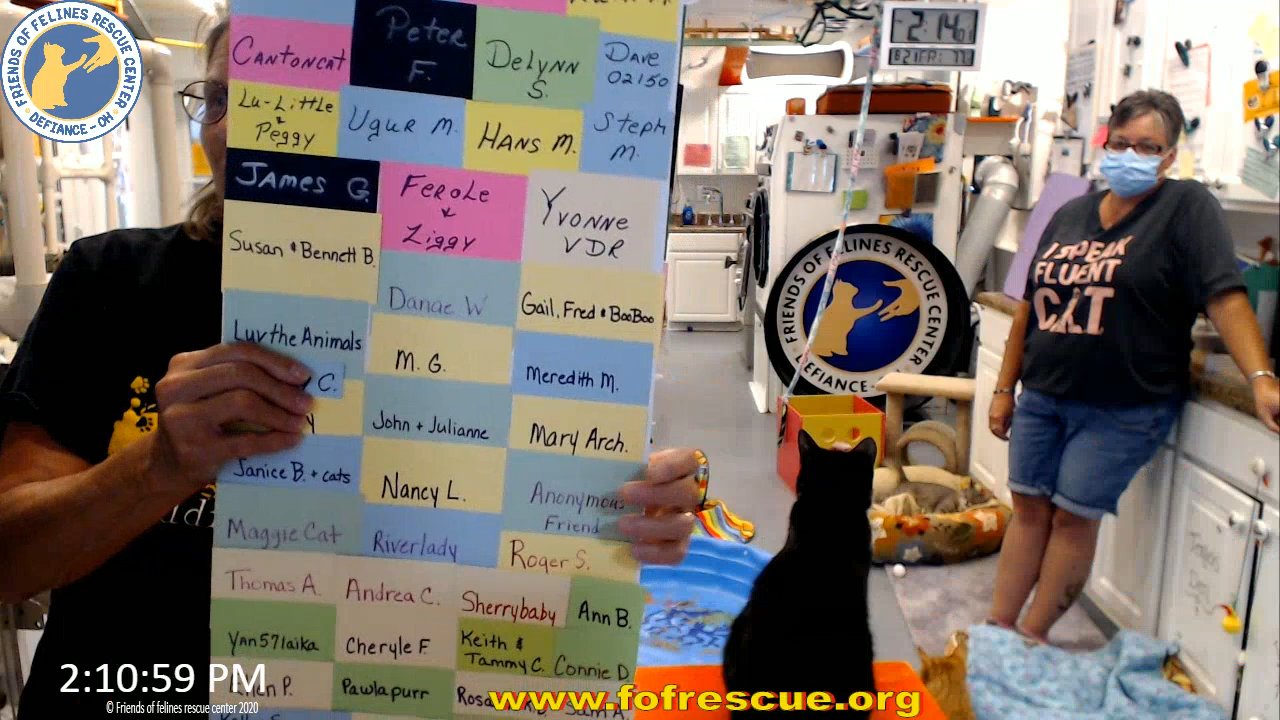 FRIENDS OF FELINES RESCUE CENTER
DEFIANCE - OH
CANTONCAT
Peter
F.
DeLynn
S.
DAVE
02150
Lu-Little
&
Peggy
Ugur M.
HANS M.
Steph
M.
JAMES G.
FEROLE
&
Ziggy
YVONNE
VDR
Susan & Bennett B.
Danae W
Gail, Fred & BooBoo
Luv the Animals
M. G.
Meredith M.
C.
John + Julianne
Mary Arch.
Janice B. + cats
Nancy L.
Anonymous
Friend
Maggie Cat
Riverlady
Roger S.
Thomas A.
Andrea C.
Sherrybaby
Ann B.
Ynn571aika
Cheryle F.
Keith &
Tammy C.
Connie D
Pawlapurr
Sam A.
2:14
FRIENDS OF FELINES RESCUE CENTER
DEFIANCE
I SPEAK
FLUENT
CAT
2:10:59 PM
© Friends of felines rescue center 2020
www.fofrescue.org